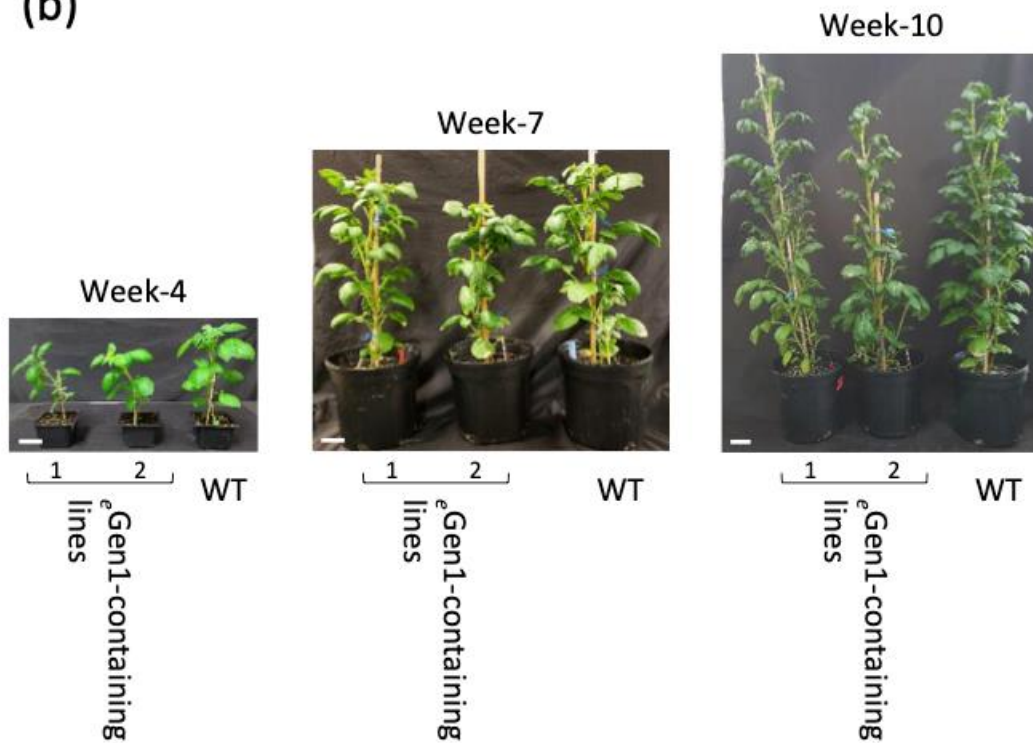 (b)
Week-4
1 2
WT
ᵉGen1-containing
lines
Week-7
1 2
WT
ᵉGen1-containing
lines
Week-10
1 2
WT
ᵉGen1-containing
lines